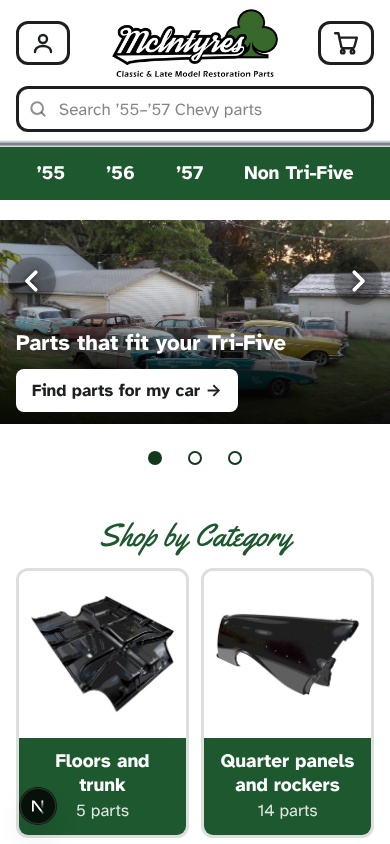 McIntyres
Classic & Late Model Restoration Parts
Search ’55–’57 Chevy parts
’55 ’56 ’57 Non Tri-Five
Parts that fit your Tri-Five
Find parts for my car →
Shop by Category
Floors and
trunk
5 parts
Quarter panels
and rockers
14 parts
N